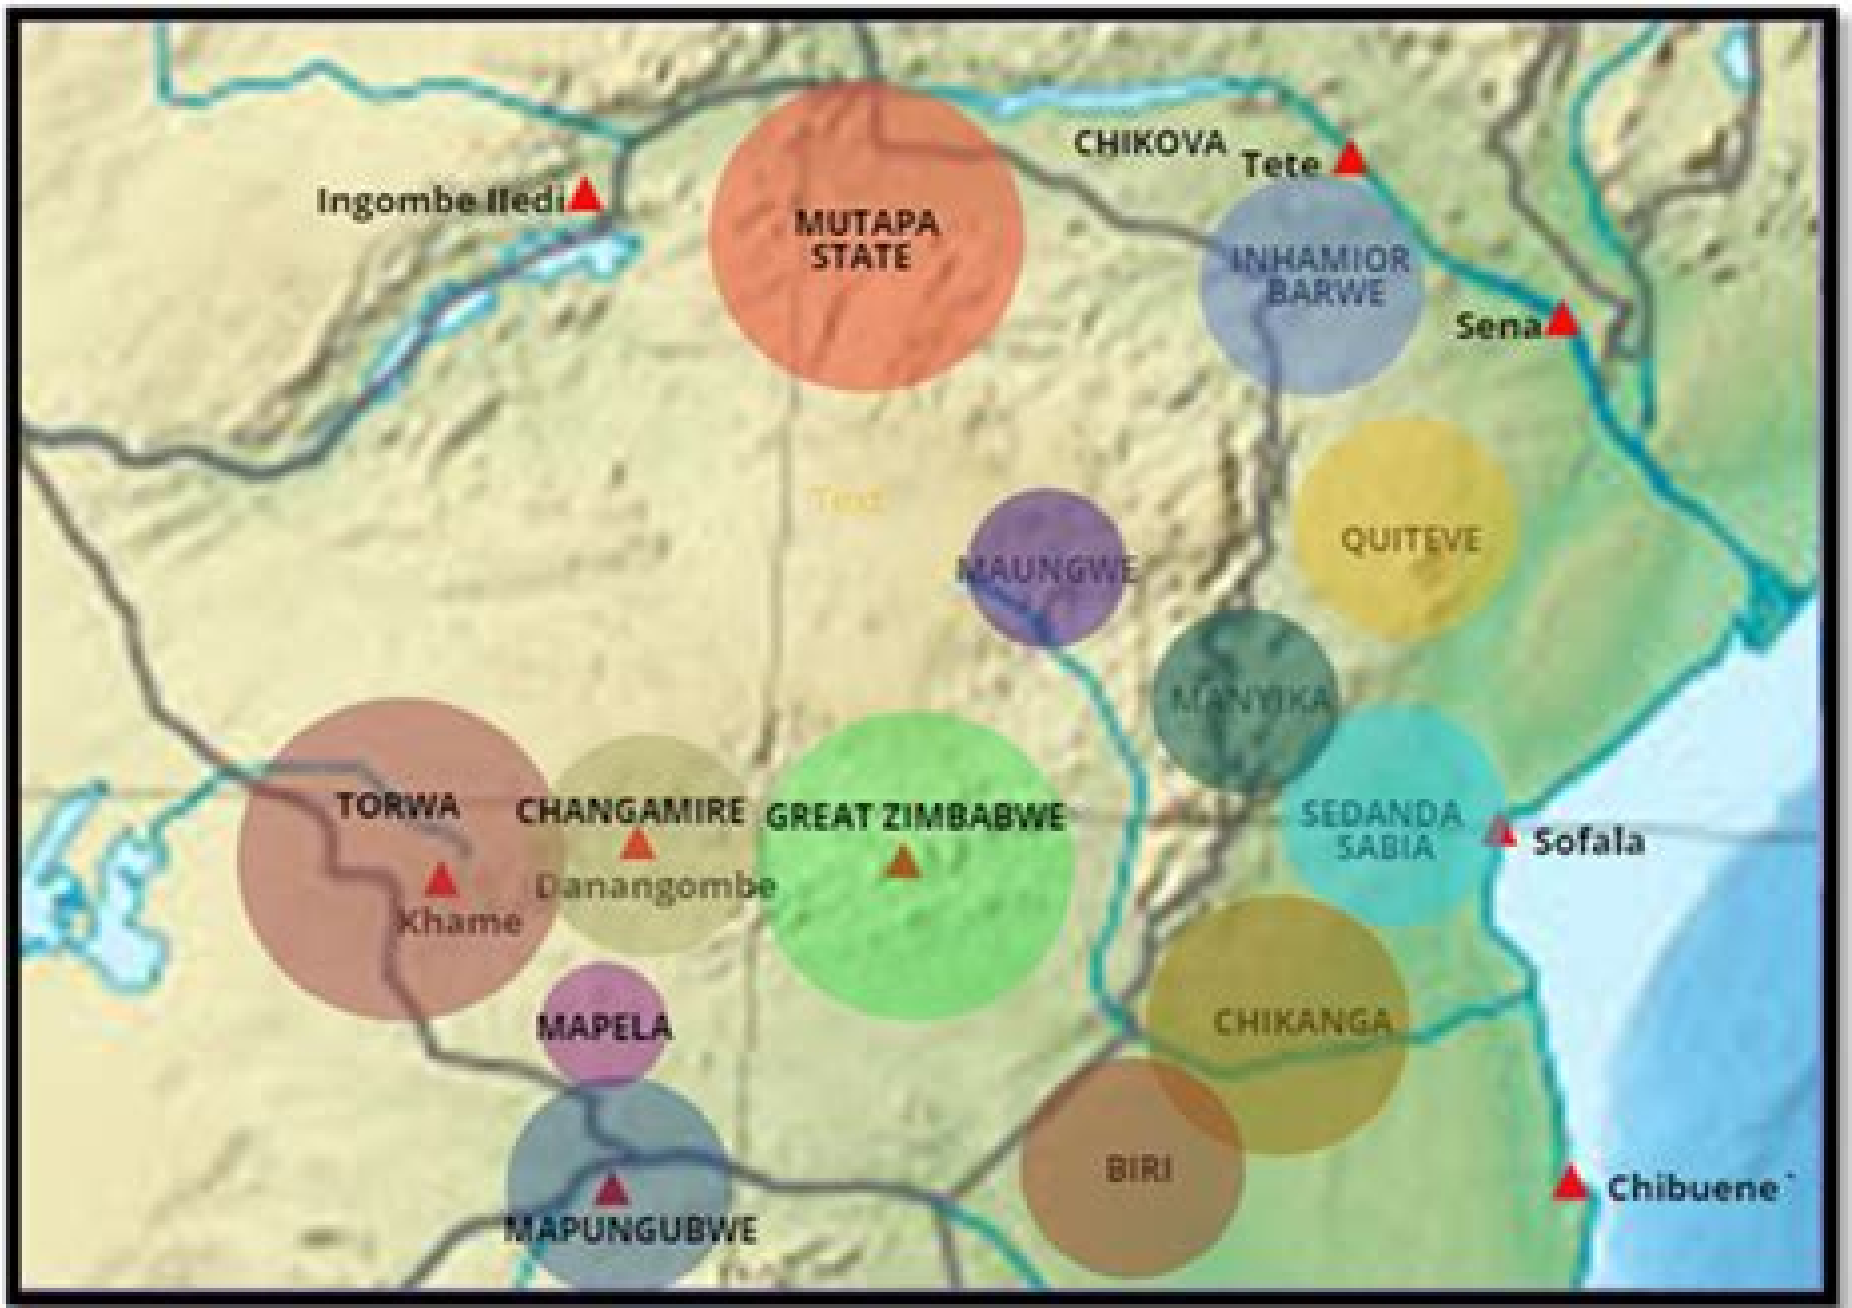 CHIKOVA
Tete
Ingombe Iledi
MUTAPA
STATE
INHAMIOR
BARWE
Sena
Text
MAUNGWE
QUITEVE
MANYIKA
TORWA
CHANGAMIRE
GREAT ZIMBABWE
SEDANDA
SABIA
Sofala
Danangombe
Khame
MAPELA
CHIKANGA
BIRI
Chibuene
MAPUNGUBWE